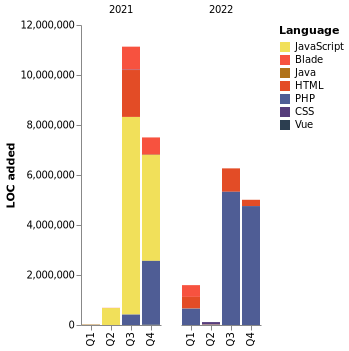 2021
2022
Language
JavaScript
Blade
Java
HTML
PHP
CSS
Vue
LOC added
12,000,000
10,000,000
8,000,000
6,000,000
4,000,000
2,000,000
0
Q1 Q2 Q3 Q4
Q1 Q2 Q3 Q4